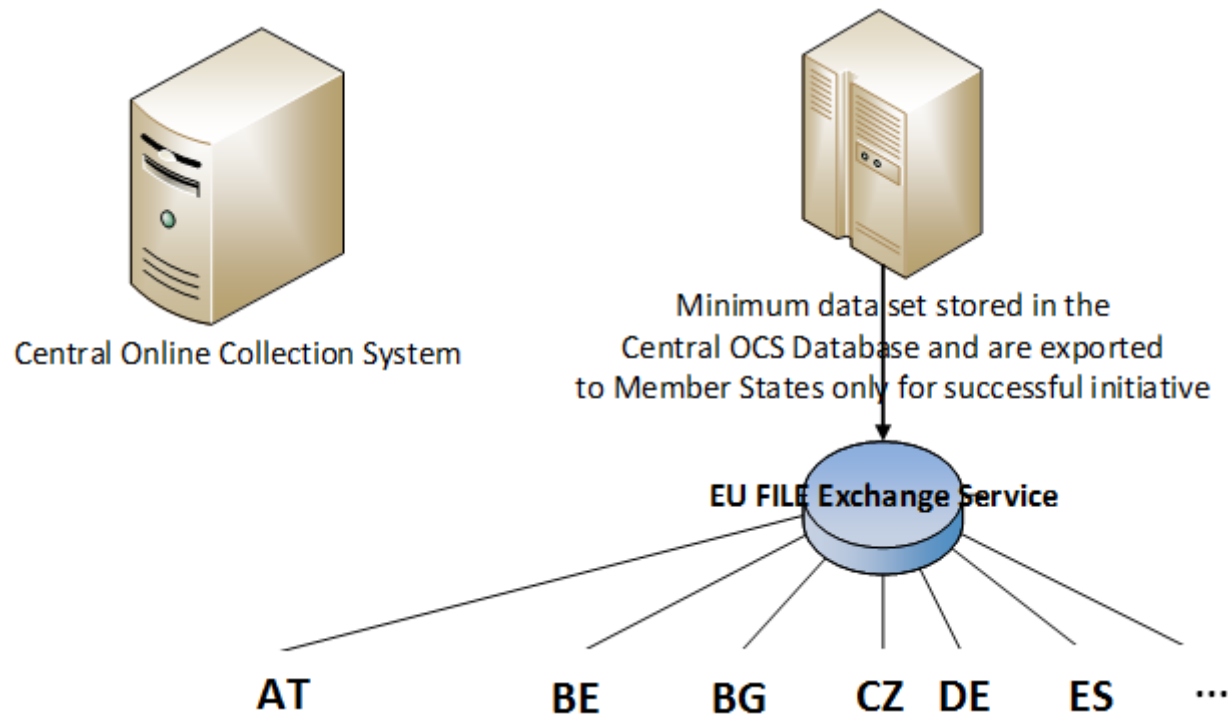 Central Online Collection System
Minimum data set stored in the
Central OCS Database and are exported
to Member States only for successful initiative
EU FILE Exchange Service
AT BE BG CZ DE ES ...